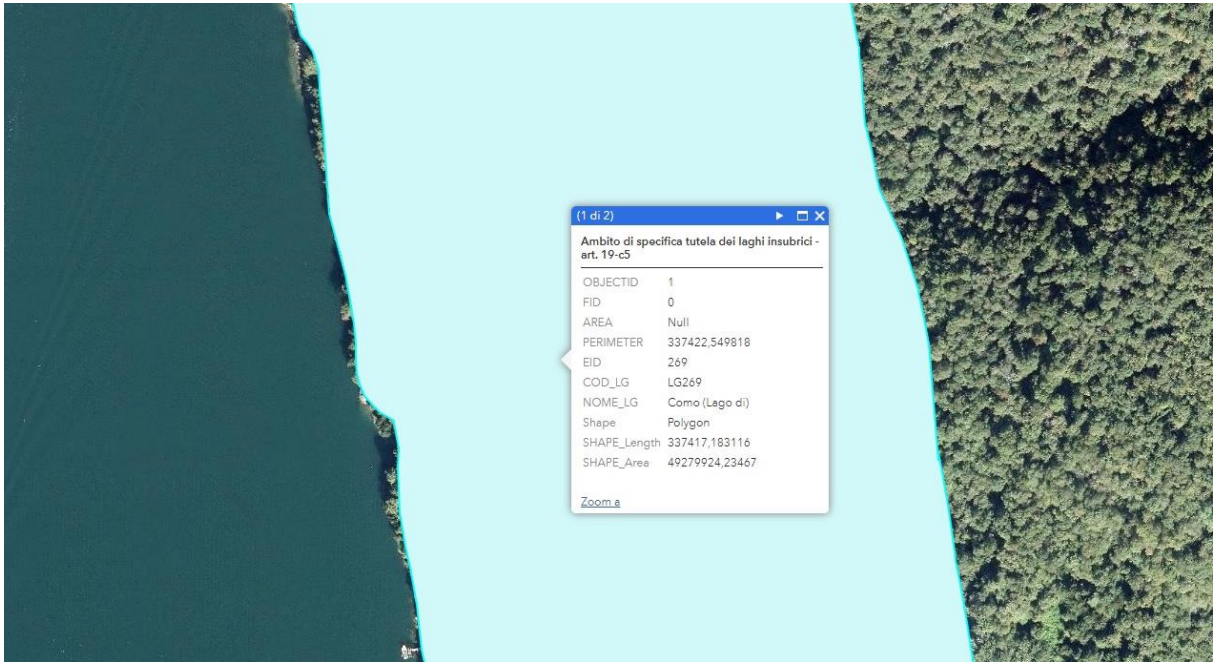 (1 di 2)
Ambito di specifica tutela dei laghi insubrici -
art. 19-c5
OBJECTID 1
FID 0
AREA Null
PERIMETER 337422,549818
EID 269
COD_LG LG269
NOME_LG Como (Lago di)
Shape Polygon
SHAPE_Length 337417,183116
SHAPE_Area 49279924,23467
Zoom a